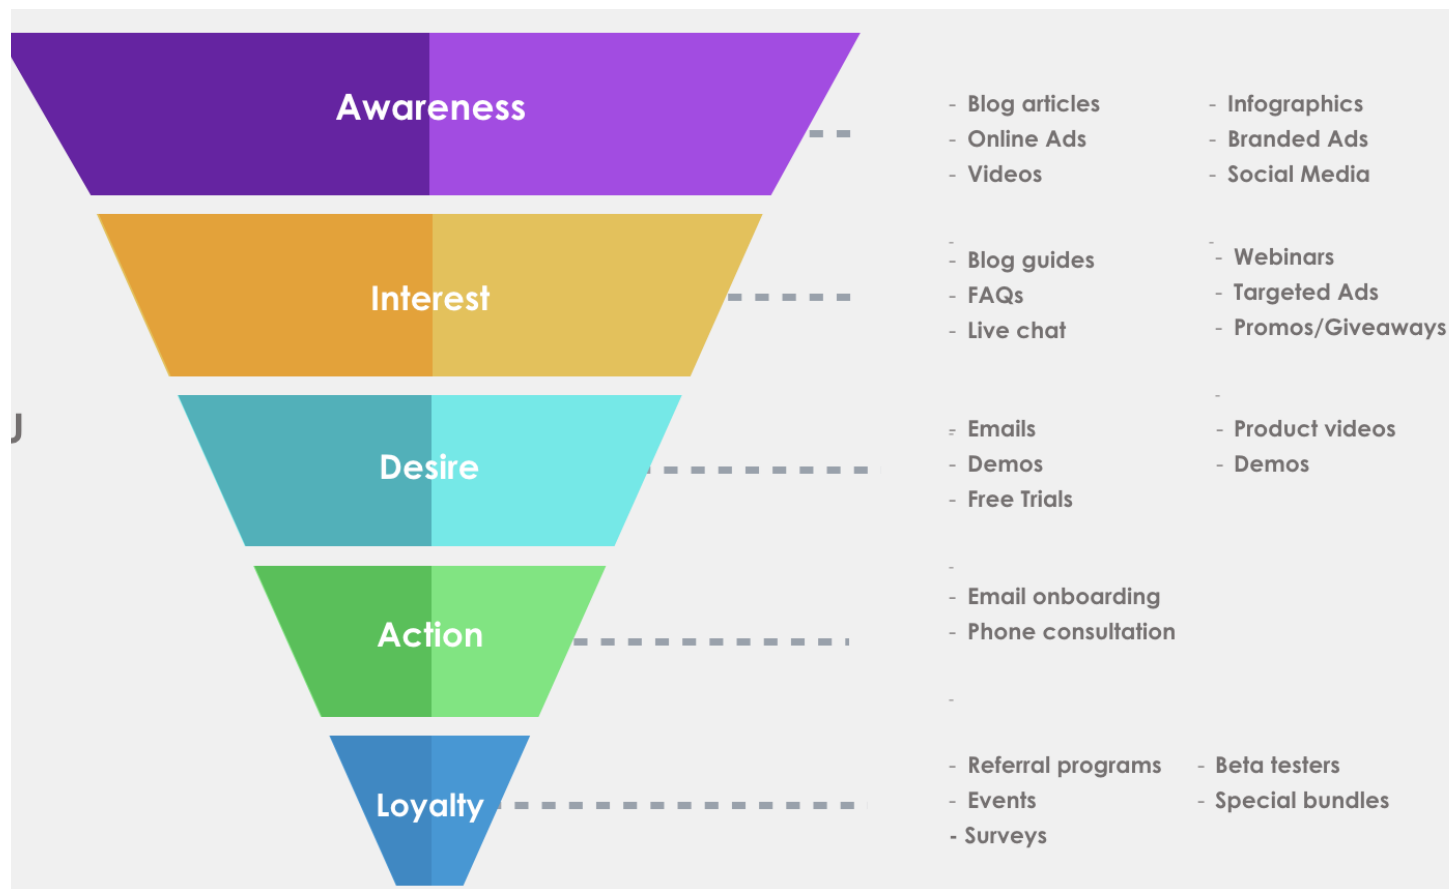 Awareness
- Blog articles
- Online Ads
- Videos
- Infographics
- Branded Ads
- Social Media
Interest
-
- Blog guides
- FAQs
- Live chat
-
- Webinars
- Targeted Ads
- Promos/Giveaways
Desire
- Emails
-
- Demos
- Free Trials
-
- Product videos
- Demos
Action
-
- Email onboarding
- Phone consultation
-
Loyalty
- Referral programs
- Events
- Surveys
- Beta testers
- Special bundles